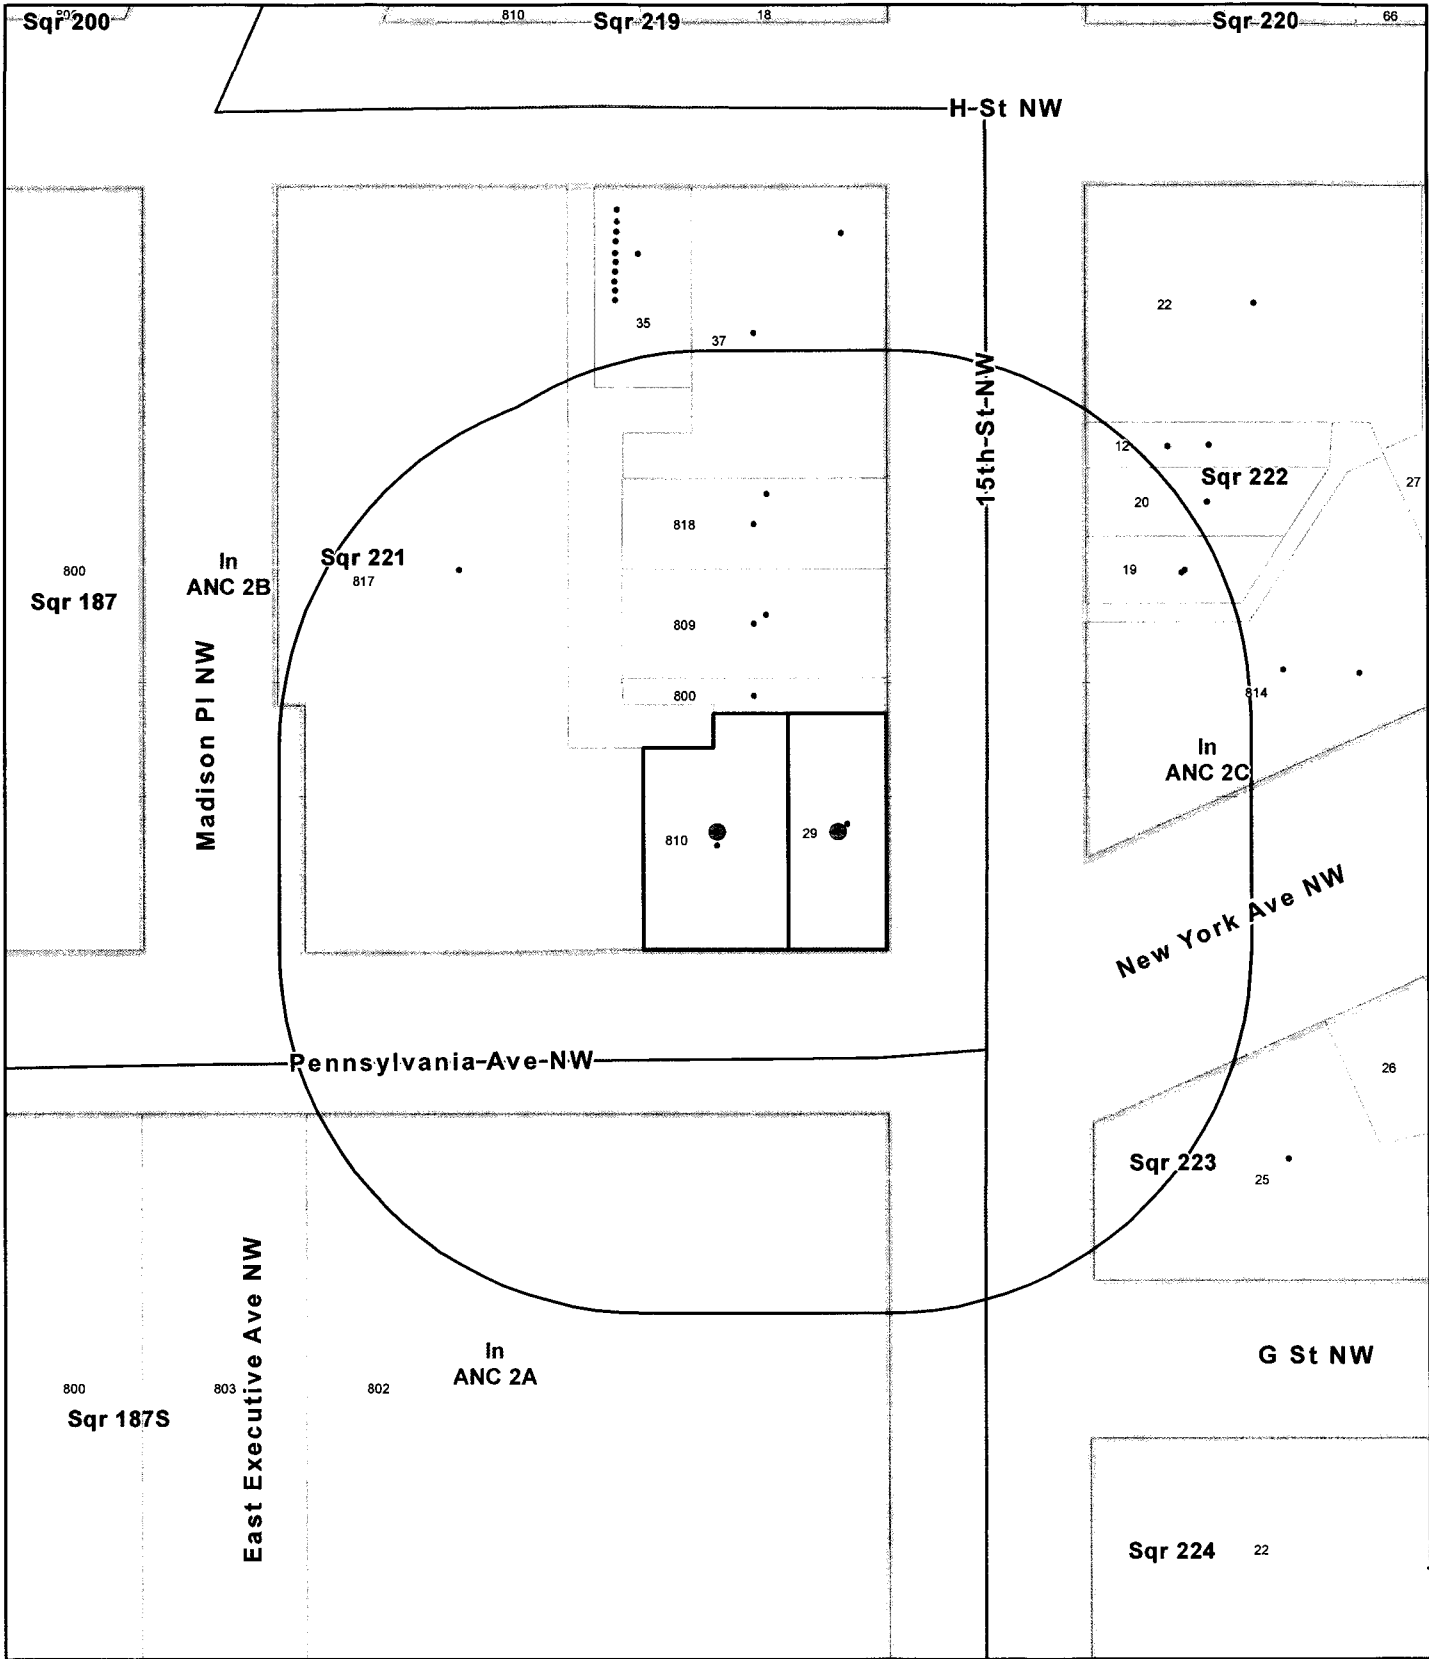 Sqr 200
810
Sqr 219
18
Sqr 220
66
H St NW
35
37
22
15th St NW
12
Sqr 222
27
20
818
In
ANC 2B
Sqr 221
817
19
800
Sqr 187
809
Madison Pl NW
800
814
In
ANC 2C
810
29
New York Ave NW
Pennsylvania Ave NW
26
Sqr 223
25
East Executive Ave NW
In
ANC 2A
G St NW
800
803
802
Sqr 187S
Sqr 224
22